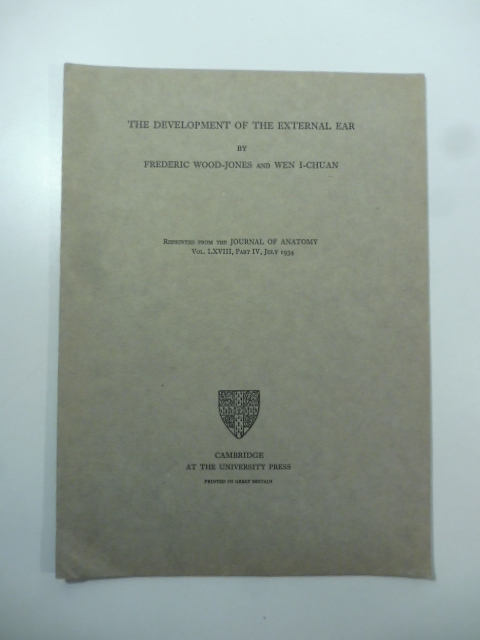 THE DEVELOPMENT OF THE EXTERNAL EAR
BY
FREDERIC WOOD-JONES AND WEN I-CHUAN
REPRINTED FROM THE JOURNAL OF ANATOMY
VOL. LXVIII, PART IV, JULY 1934
CAMBRIDGE
AT THE UNIVERSITY PRESS
PRINTED IN GREAT BRITAIN